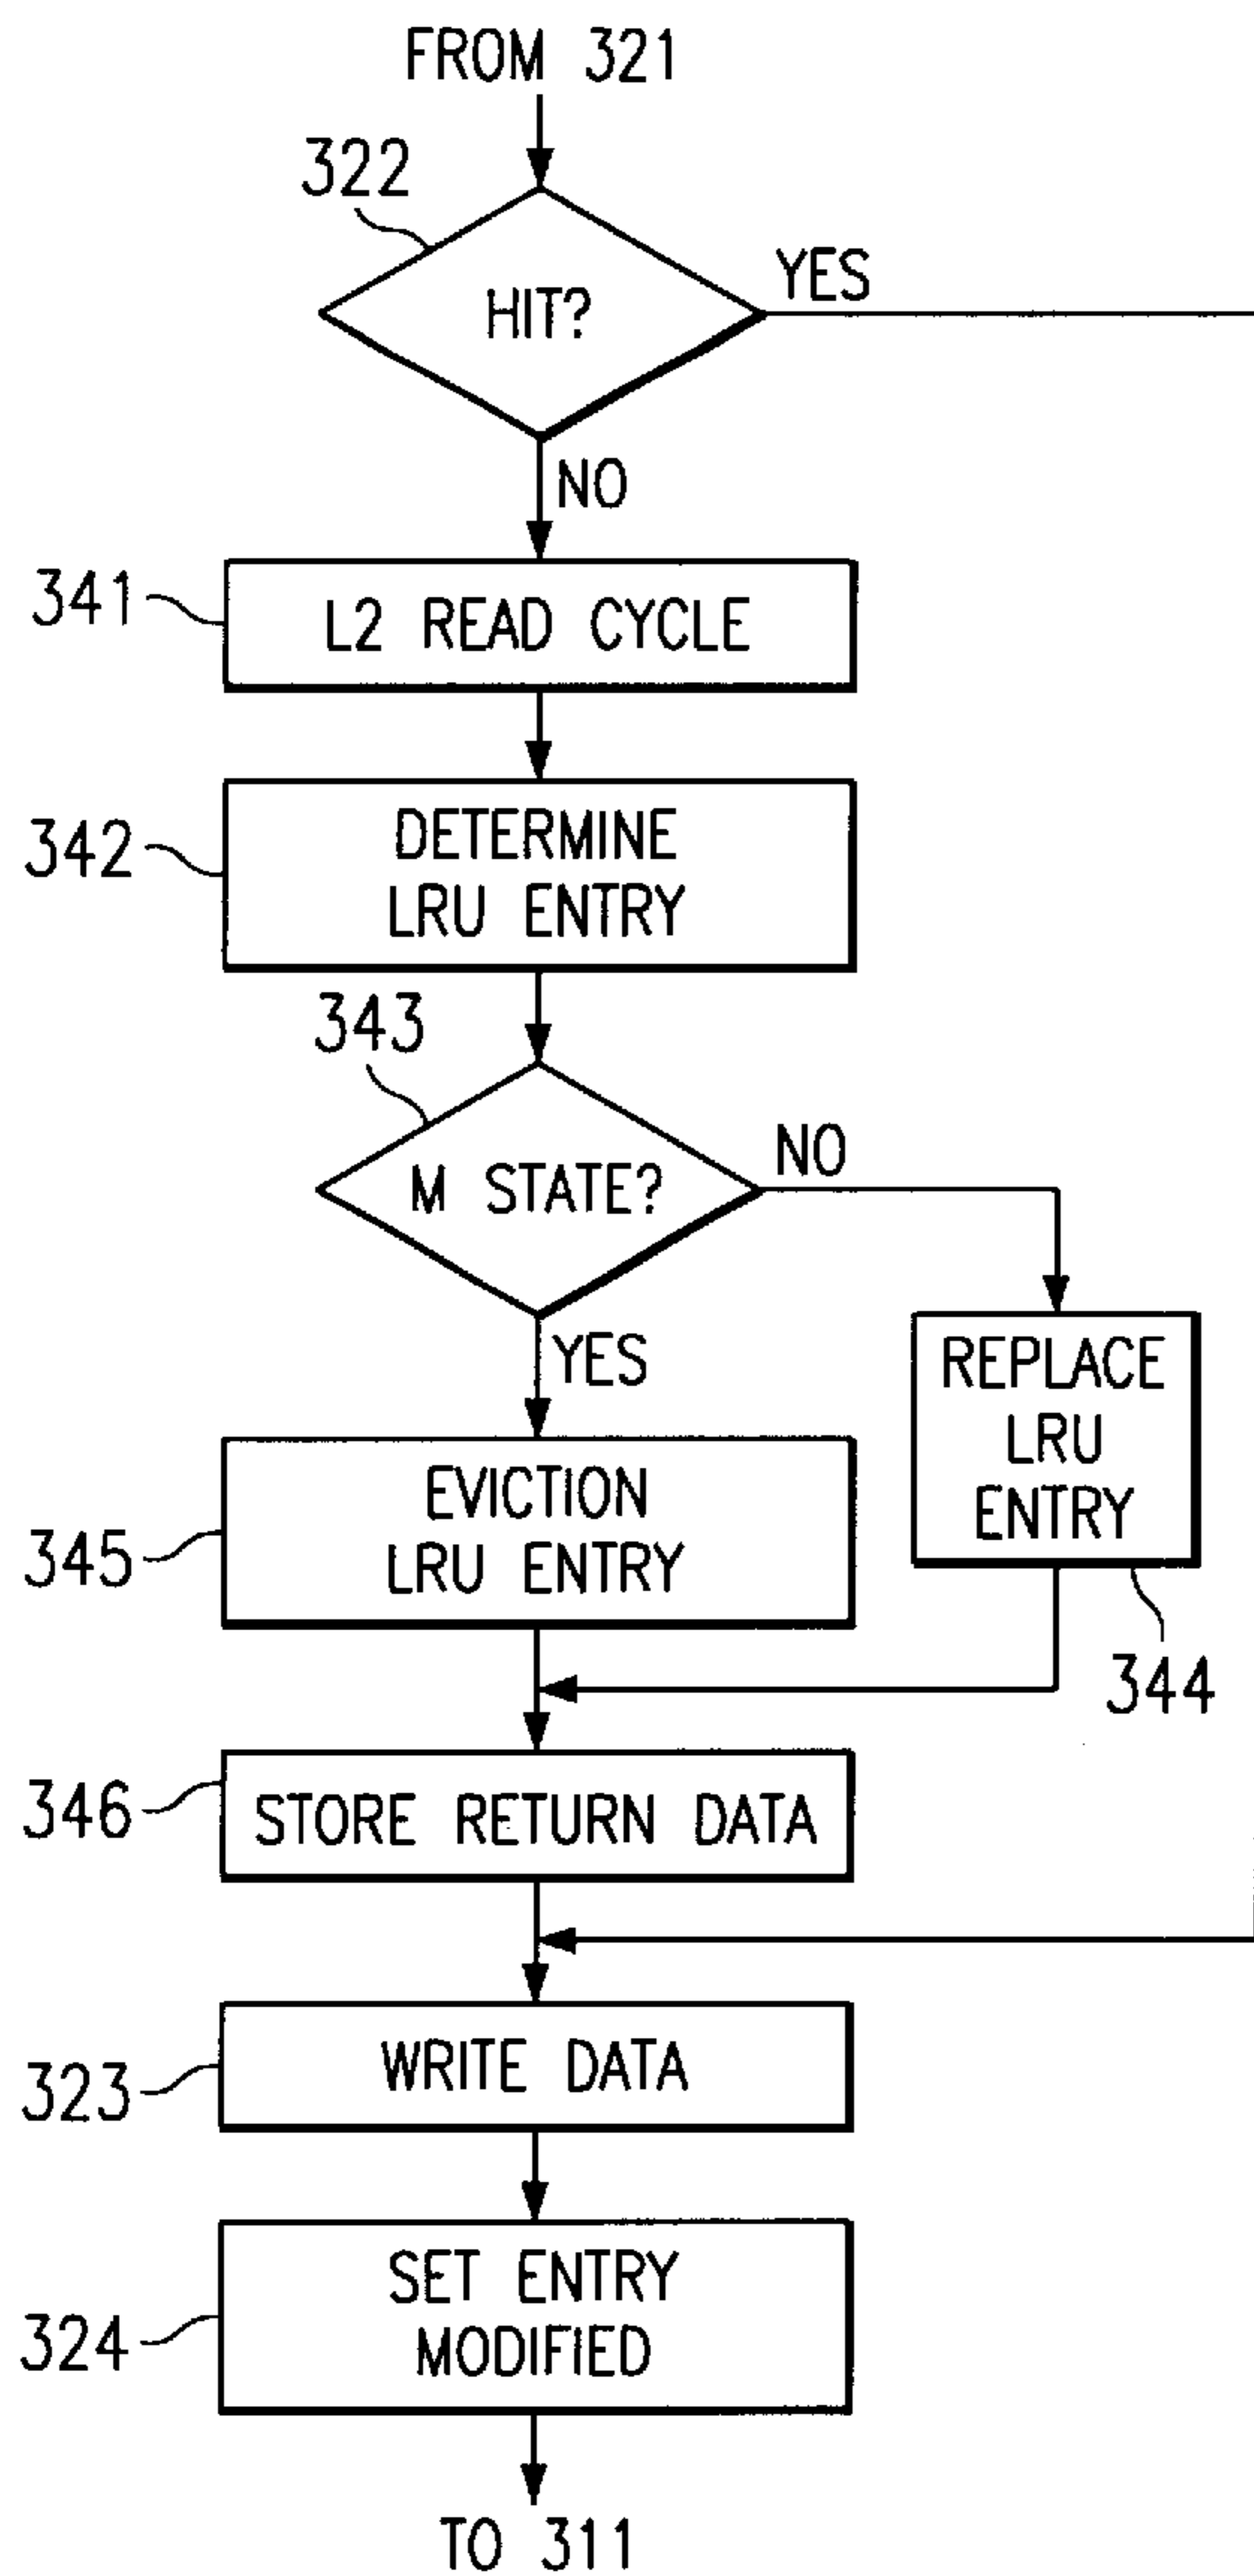 FROM 321
322
HIT?
YES
NO
341
L2 READ CYCLE
342
DETERMINE
LRU ENTRY
343
M STATE?
NO
YES
REPLACE
LRU
ENTRY
344
345
EVICTION
LRU ENTRY
346
STORE RETURN DATA
323
WRITE DATA
324
SET ENTRY
MODIFIED
TO 311